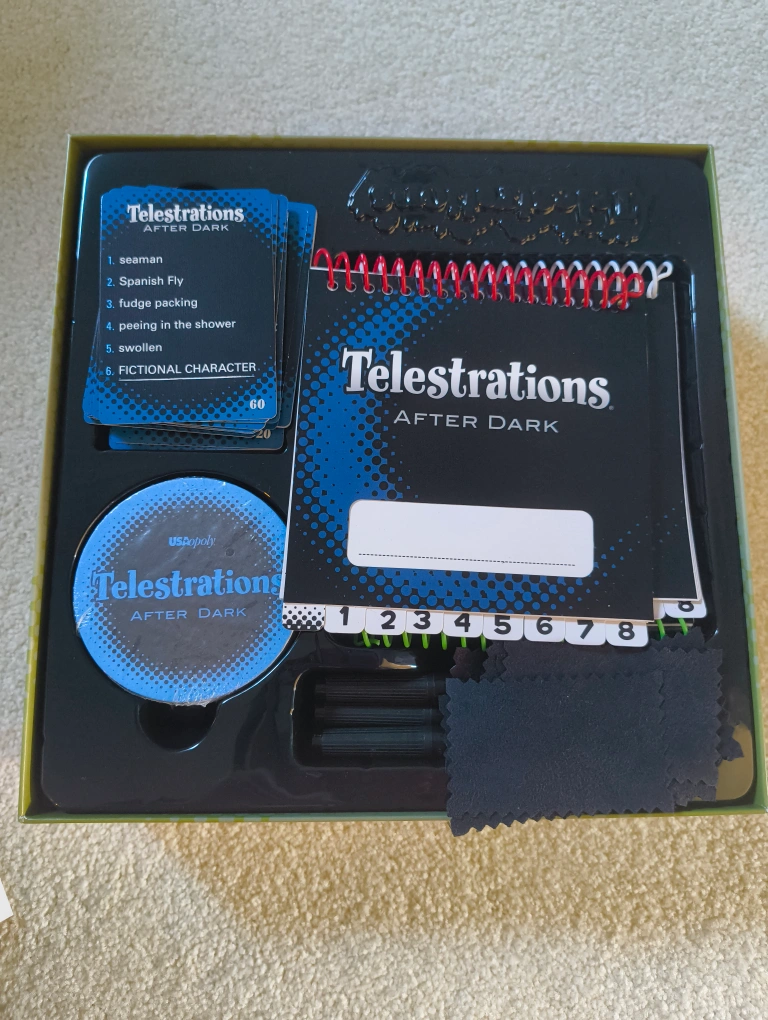 Telestrations
AFTER DARK
1. seaman
2. Spanish Fly
3. fudge packing
4. peeing in the shower
5. swollen
6. FICTIONAL CHARACTER
60
20
Telestrations
AFTER DARK
1 2 3 4 5 6 7 8
8
USAopoly
Telestrations
AFTER DARK